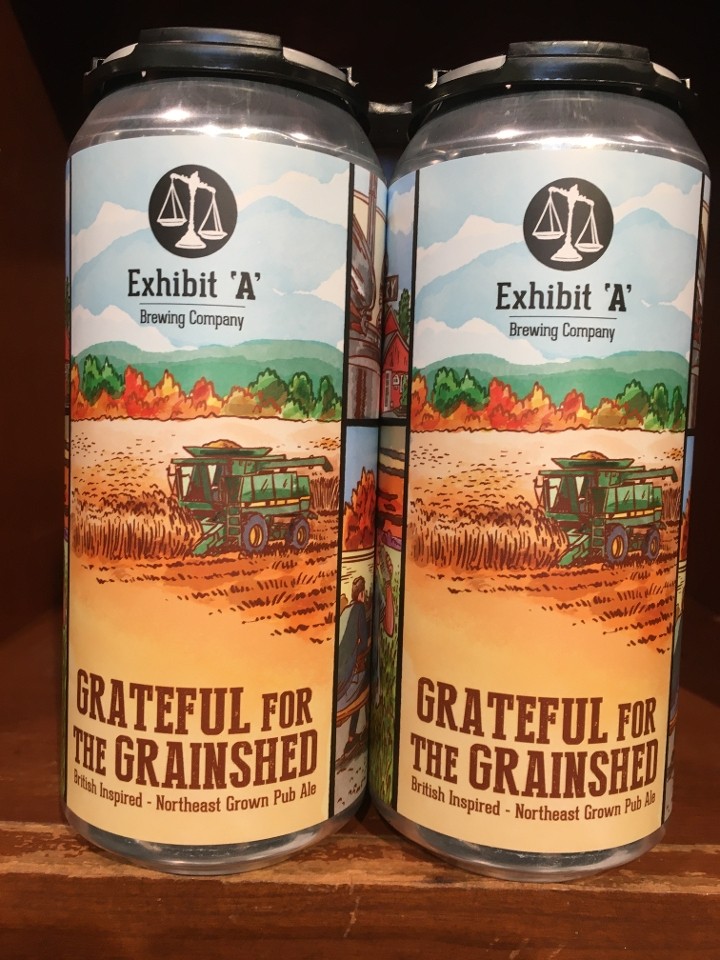 Exhibit 'A'
Brewing Company
GRATEFUL FOR
THE GRAINSHED
British Inspired - Northeast Grown Pub Ale
Exhibit 'A'
Brewing Company
GRATEFUL FOR
THE GRAINSHED
British Inspired - Northeast Grown Pub Ale